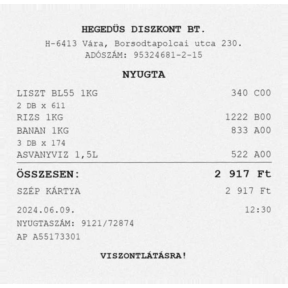 HEGEDŰS DISZKONT BT.
H-6413 Vára, Borsodtapolcai utca 230.
ADÓSZÁM: 95324681-2-15
NYUGTA
LISZT BL55 1KG 340 C00
2 DB x 611
RIZS 1KG 1222 B00
BANAN 1KG 833 A00
3 DB x 174
ASVANYVIZ 1,5L 522 A00
ÖSSZESEN: 2 917 Ft
SZÉP KÁRTYA 2 917 Ft
2024.06.09. 12:30
NYUGTASZÁM: 9121/72874
AP A55173301
VISZONTLÁTÁSRA!